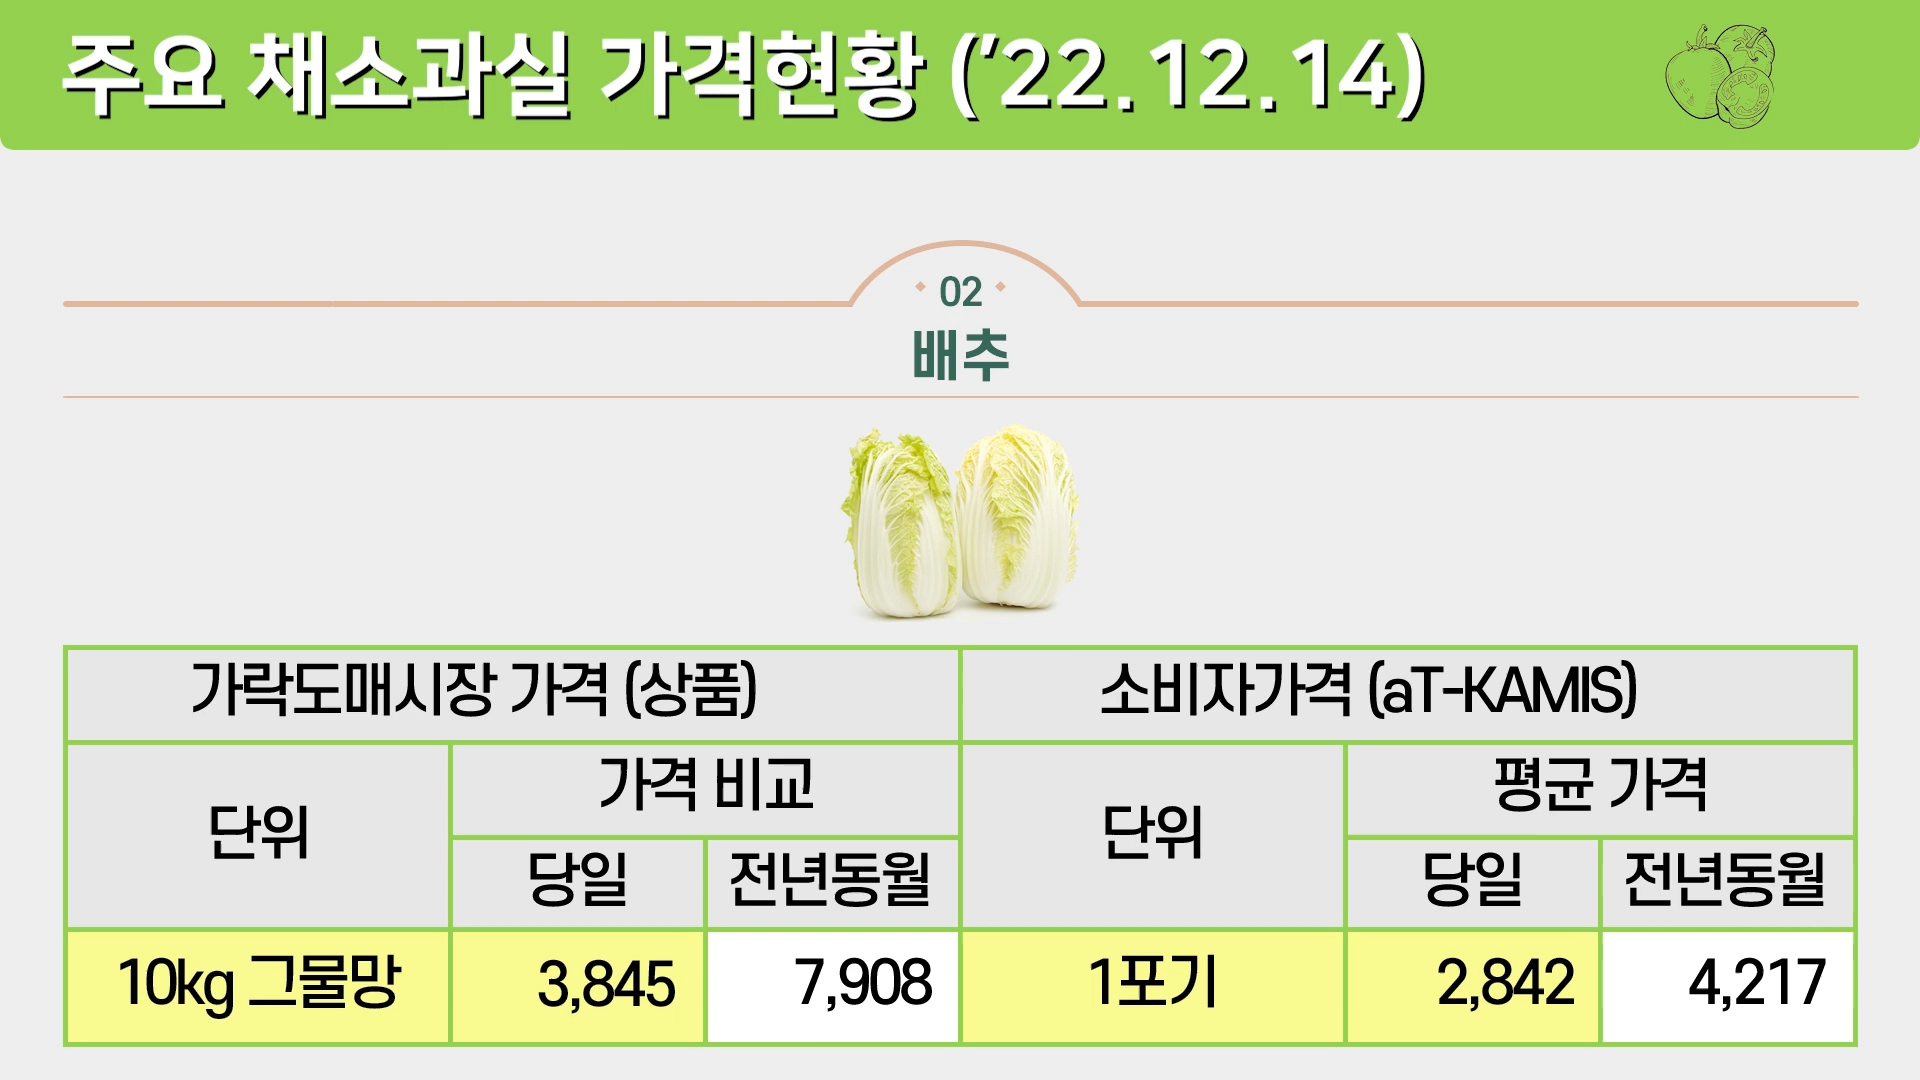 주요 채소과실 가격현황 (’22.12.14)
02
배추
가락도매시장 가격 (상품) 소비자가격 (aT-KAMIS)
단위 가격 비교 단위 평균 가격
당일 전년동월 당일 전년동월
10kg 그물망 3,845 7,908 1포기 2,842 4,217